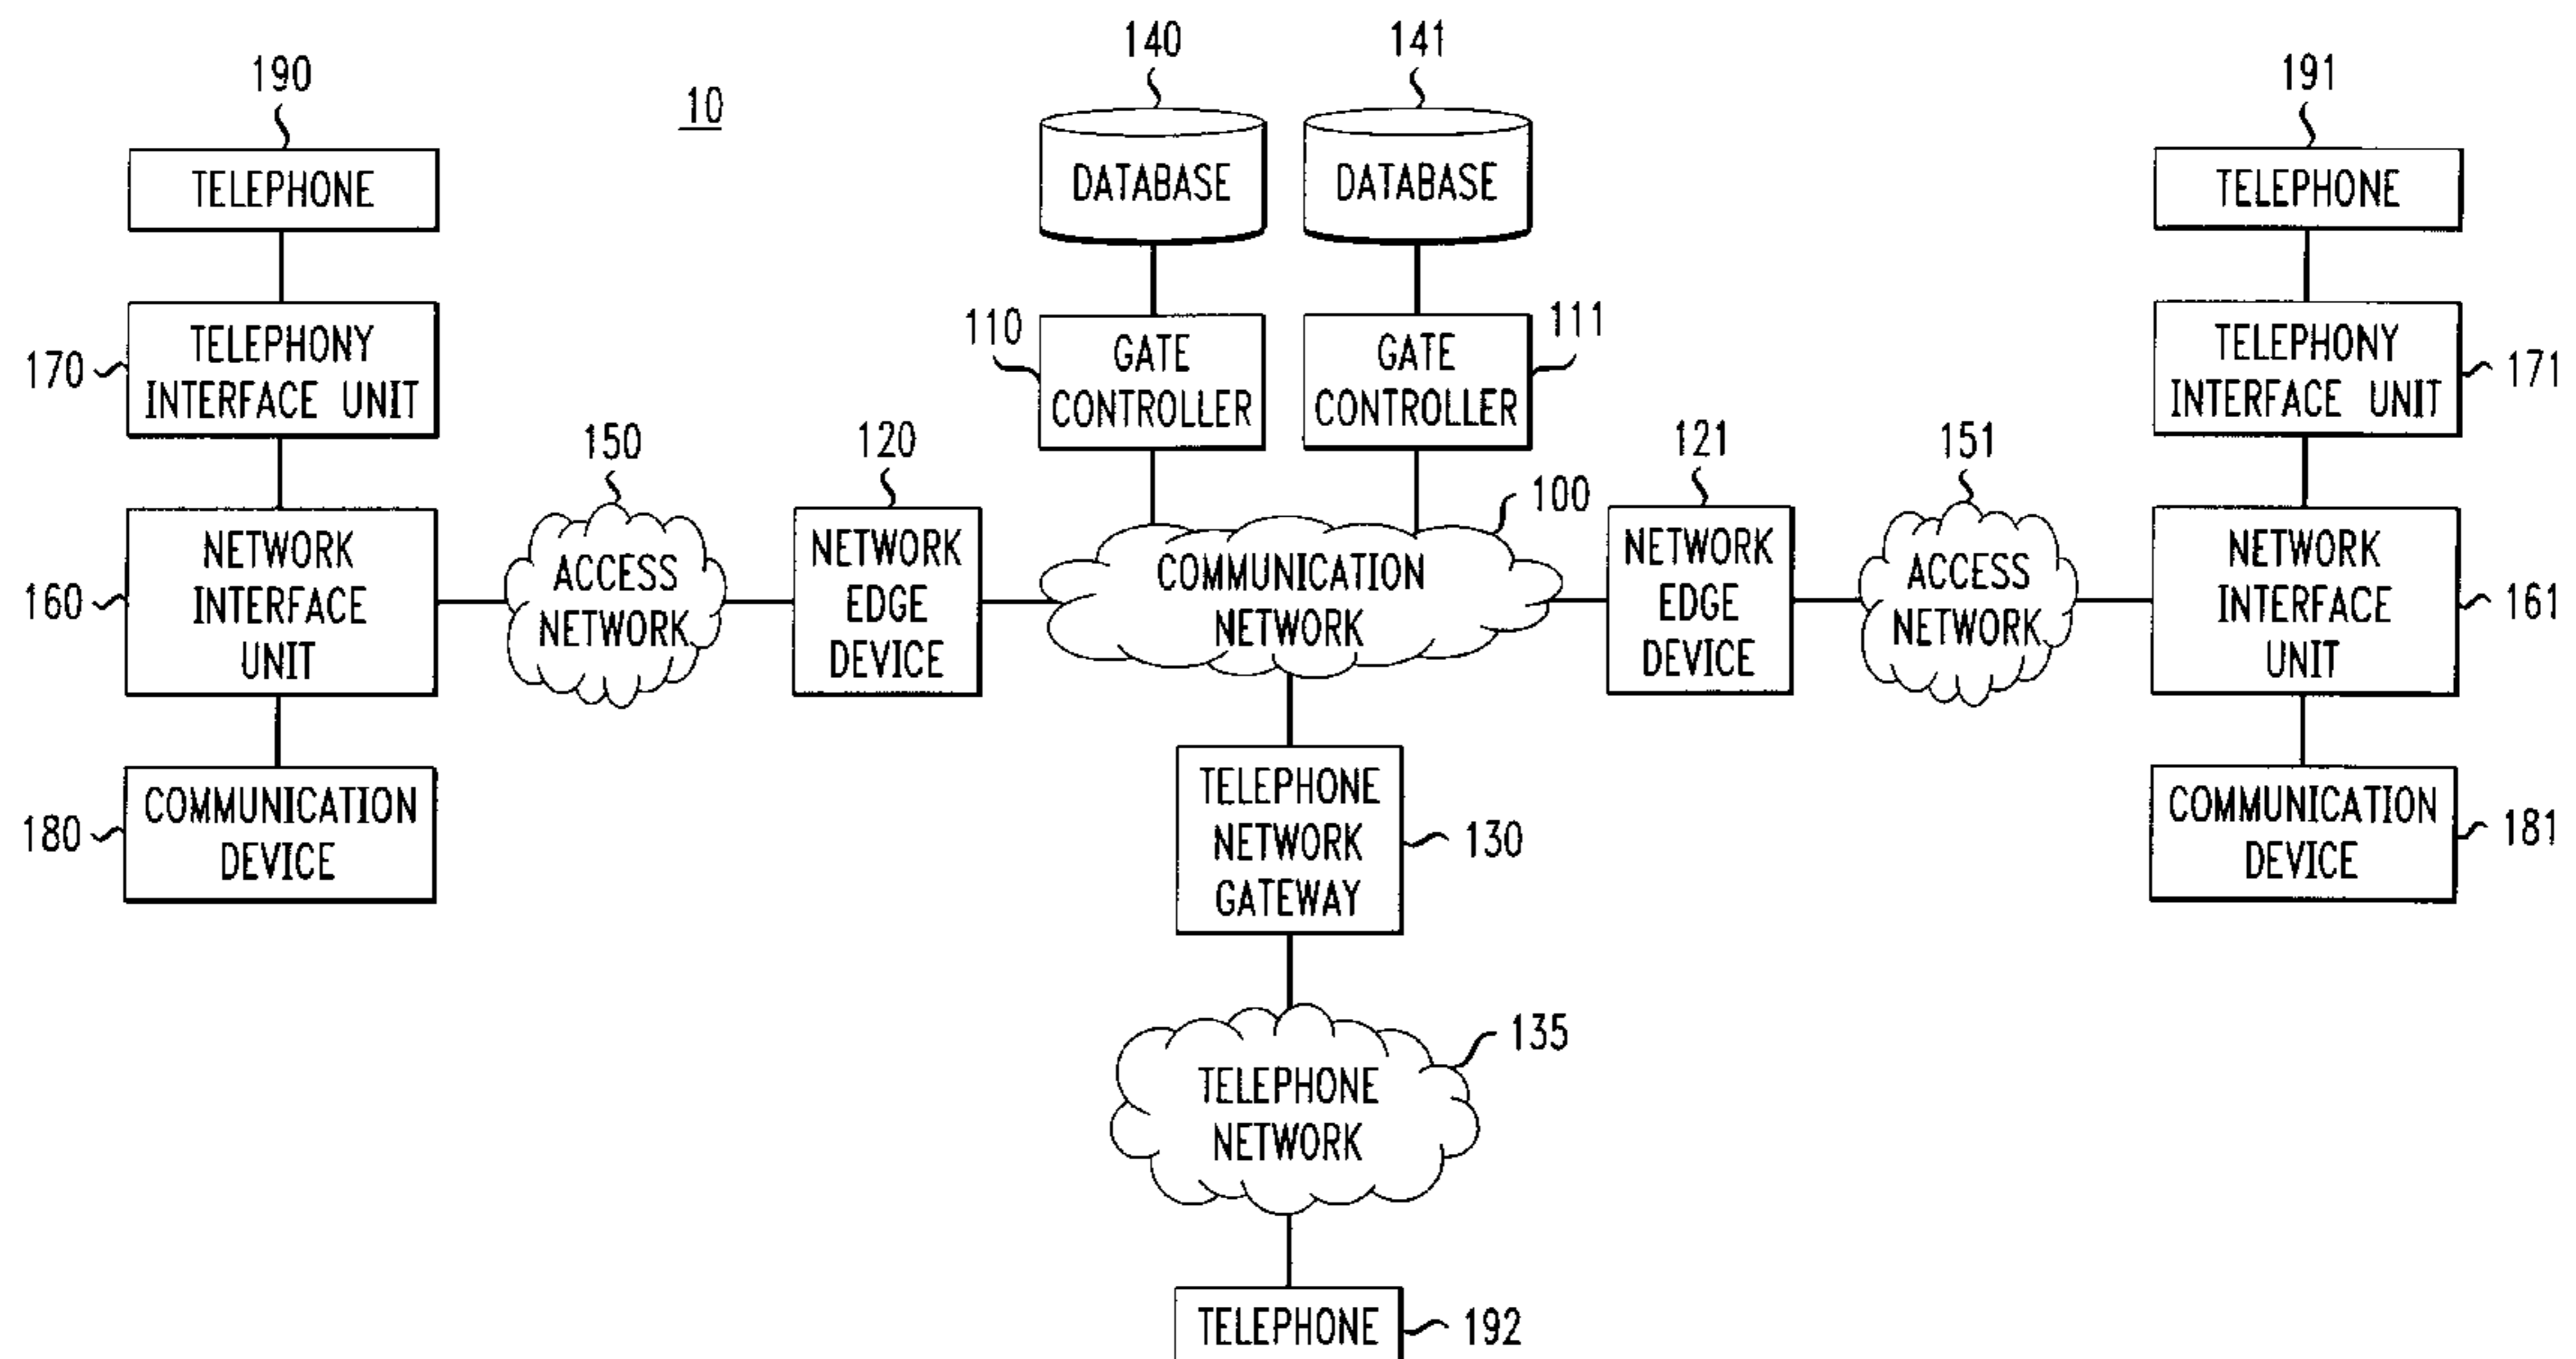 140
141
190
191
10
TELEPHONE
DATABASE
DATABASE
TELEPHONE
110
111
TELEPHONY
INTERFACE UNIT
170
GATE
CONTROLLER
GATE
CONTROLLER
TELEPHONY
INTERFACE UNIT
171
150
120
121
151
100
NETWORK
INTERFACE
UNIT
160
ACCESS
NETWORK
NETWORK
EDGE
DEVICE
COMMUNICATION
NETWORK
NETWORK
EDGE
DEVICE
ACCESS
NETWORK
NETWORK
INTERFACE
UNIT
161
COMMUNICATION
DEVICE
180
TELEPHONE
NETWORK
GATEWAY
130
COMMUNICATION
DEVICE
181
135
TELEPHONE
NETWORK
TELEPHONE
192